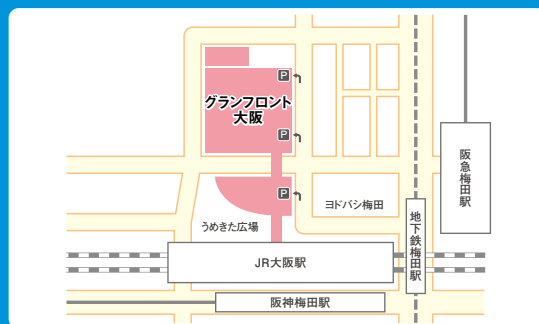 P
グランフロント
大阪
P
P
ヨドバシ梅田
うめきた広場
地下鉄梅田駅
阪急梅田駅
JR大阪駅
阪神梅田駅